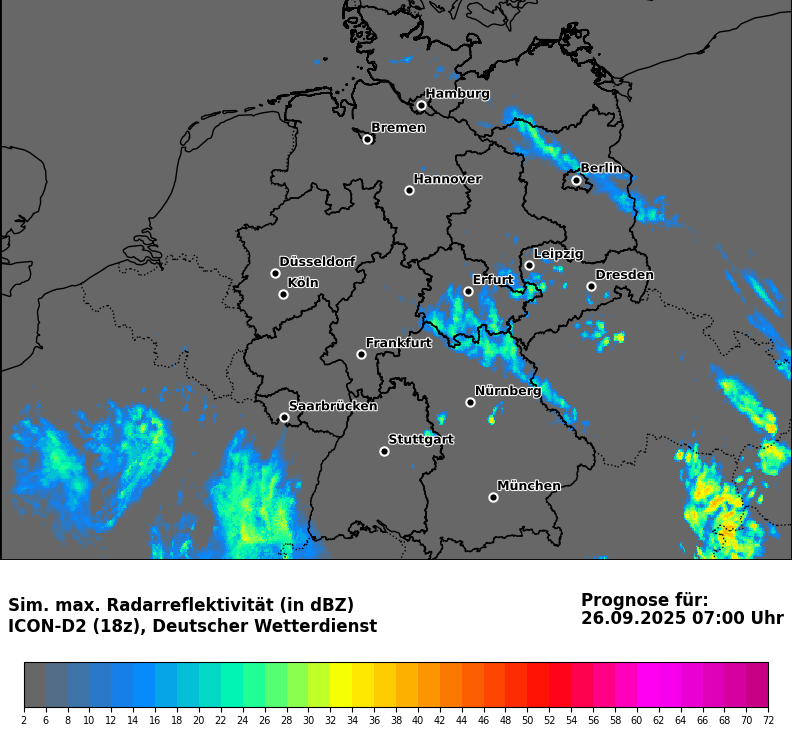 Hamburg
Bremen
Hannover
Berlin
Düsseldorf
Köln
Leipzig
Erfurt
Dresden
Frankfurt
Nürnberg
Saarbrücken
Stuttgart
München
Sim. max. Radarreflektivität (in dBZ)
ICON-D2 (18z), Deutscher Wetterdienst
Prognose für:
26.09.2025 07:00 Uhr
2 6 8 10 12 14 16 18 20 22 24 26 28 30 32 34 36 38 40 42 44 46 48 50 52 54 56 58 60 62 64 66 68 70 72